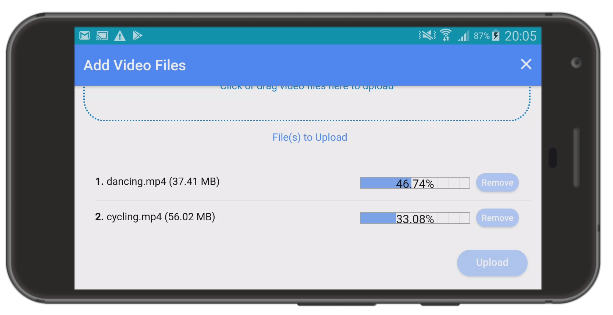 87% 20:05
Add Video Files ×
Click or drag video files here to upload
File(s) to Upload
1. dancing.mp4 (37.41 MB) 46.74% Remove
2. cycling.mp4 (56.02 MB) 33.08% Remove
Upload